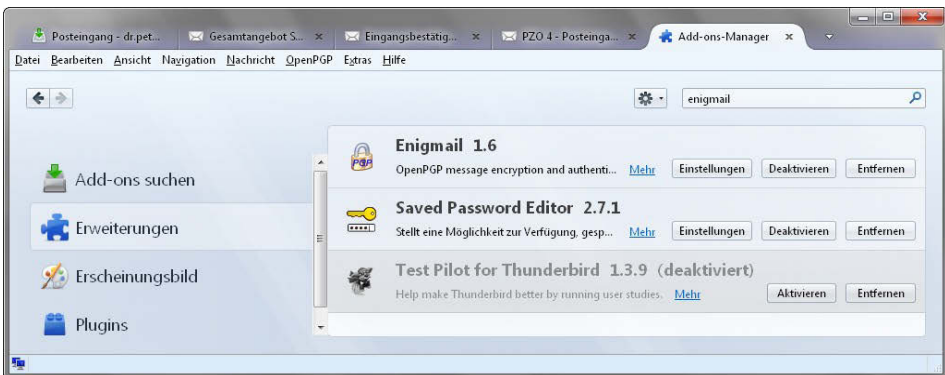 Posteingang - dr.pet...
Gesamtangebot S...
Eingangsbestätig...
PZO 4 - Posteinga...
Add-ons-Manager
Datei Bearbeiten Ansicht Navigation Nachricht OpenPGP Extras Hilfe
enigmail
Add-ons suchen
Erweiterungen
Erscheinungsbild
Plugins
PGP
Enigmail 1.6
OpenPGP message encryption and authenti... Mehr
Einstellungen Deaktivieren Entfernen
Saved Password Editor 2.7.1
Stellt eine Möglichkeit zur Verfügung, gesp... Mehr
Einstellungen Deaktivieren Entfernen
Test Pilot for Thunderbird 1.3.9 (deaktiviert)
Help make Thunderbird better by running user studies. Mehr
Aktivieren Entfernen